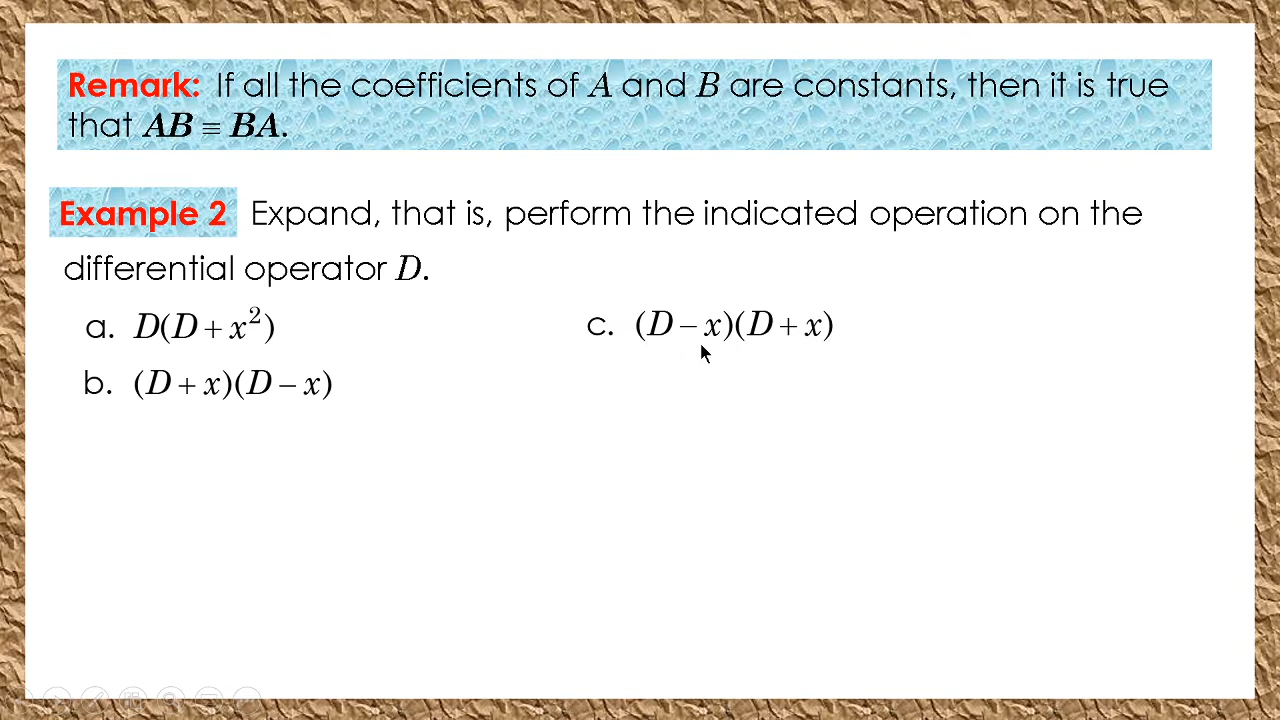 Remark: If all the coefficients of A and B are constants, then it is true
that AB ≡ BA.
Example 2 Expand, that is, perform the indicated operation on the
differential operator D.
a. D(D + x²)
c. (D − x)(D + x)
b. (D + x)(D − x)